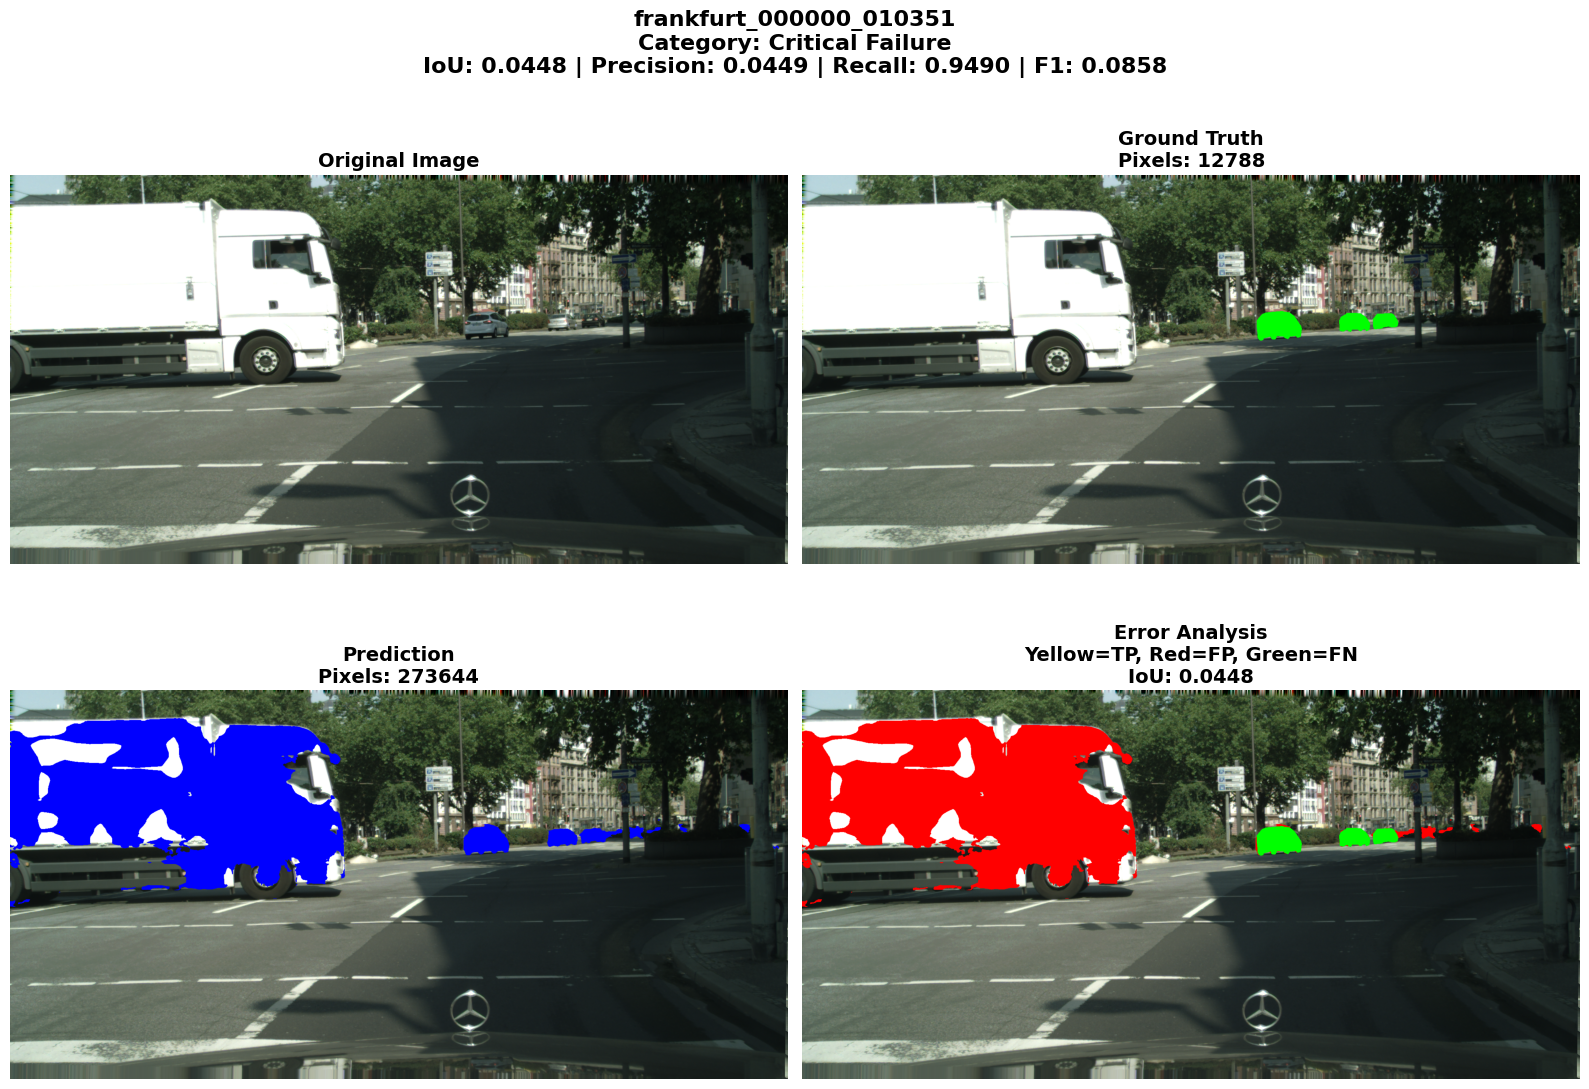 frankfurt_000000_010351
Category: Critical Failure
IoU: 0.0448 | Precision: 0.0449 | Recall: 0.9490 | F1: 0.0858
Original Image
Ground Truth
Pixels: 12788
Prediction
Pixels: 273644
Error Analysis
Yellow=TP, Red=FP, Green=FN
IoU: 0.0448